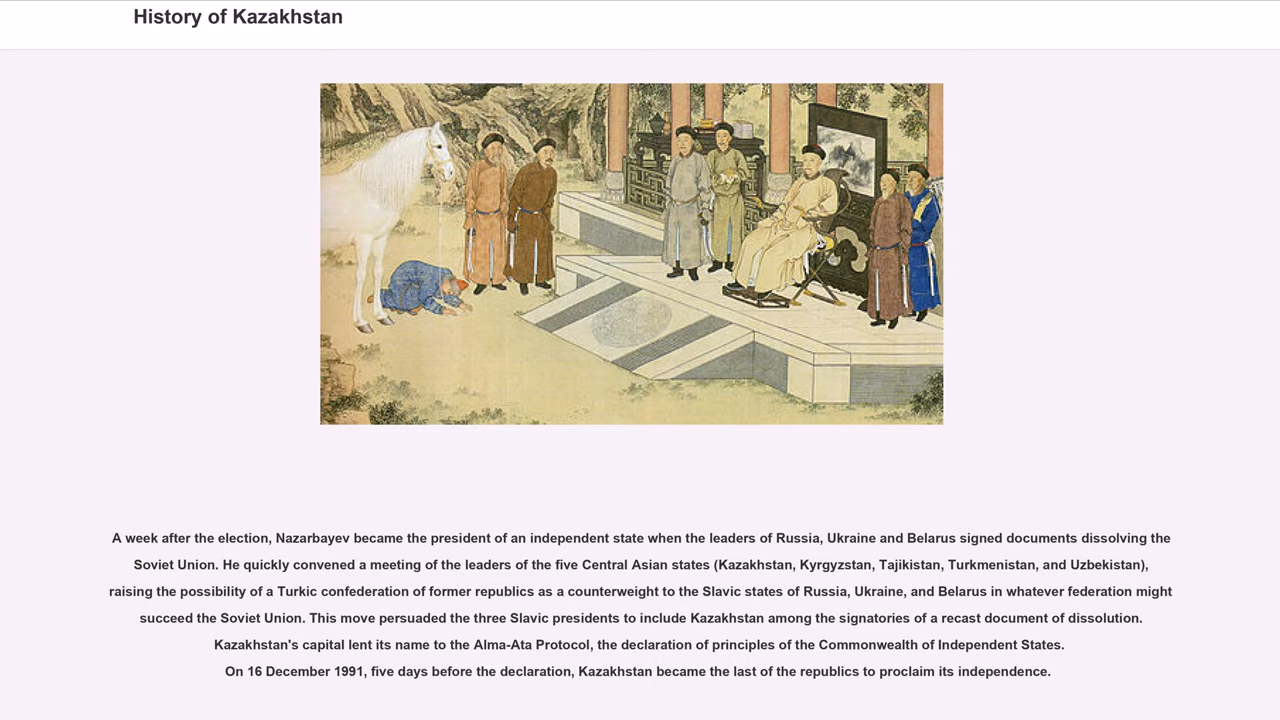 History of Kazakhstan
A week after the election, Nazarbayev became the president of an independent state when the leaders of Russia, Ukraine and Belarus signed documents dissolving the
Soviet Union. He quickly convened a meeting of the leaders of the five Central Asian states (Kazakhstan, Kyrgyzstan, Tajikistan, Turkmenistan, and Uzbekistan),
raising the possibility of a Turkic confederation of former republics as a counterweight to the Slavic states of Russia, Ukraine, and Belarus in whatever federation might
succeed the Soviet Union. This move persuaded the three Slavic presidents to include Kazakhstan among the signatories of a recast document of dissolution.
Kazakhstan's capital lent its name to the Alma-Ata Protocol, the declaration of principles of the Commonwealth of Independent States.
On 16 December 1991, five days before the declaration, Kazakhstan became the last of the republics to proclaim its independence.